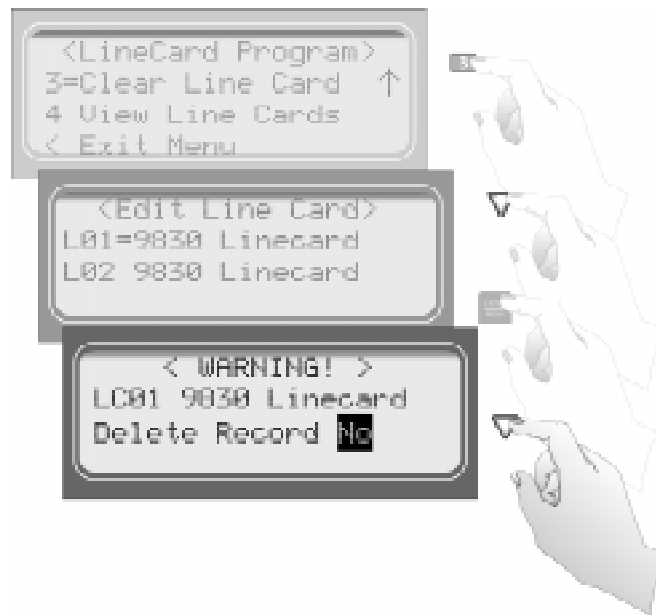 <LineCard Program>
3=Clear Line Card ↑
4 View Line Cards
< Exit Menu
<Edit Line Card>
L01=9830 Linecard
L02 9830 Linecard
< WARNING! >
LC01 9830 Linecard
Delete Record No